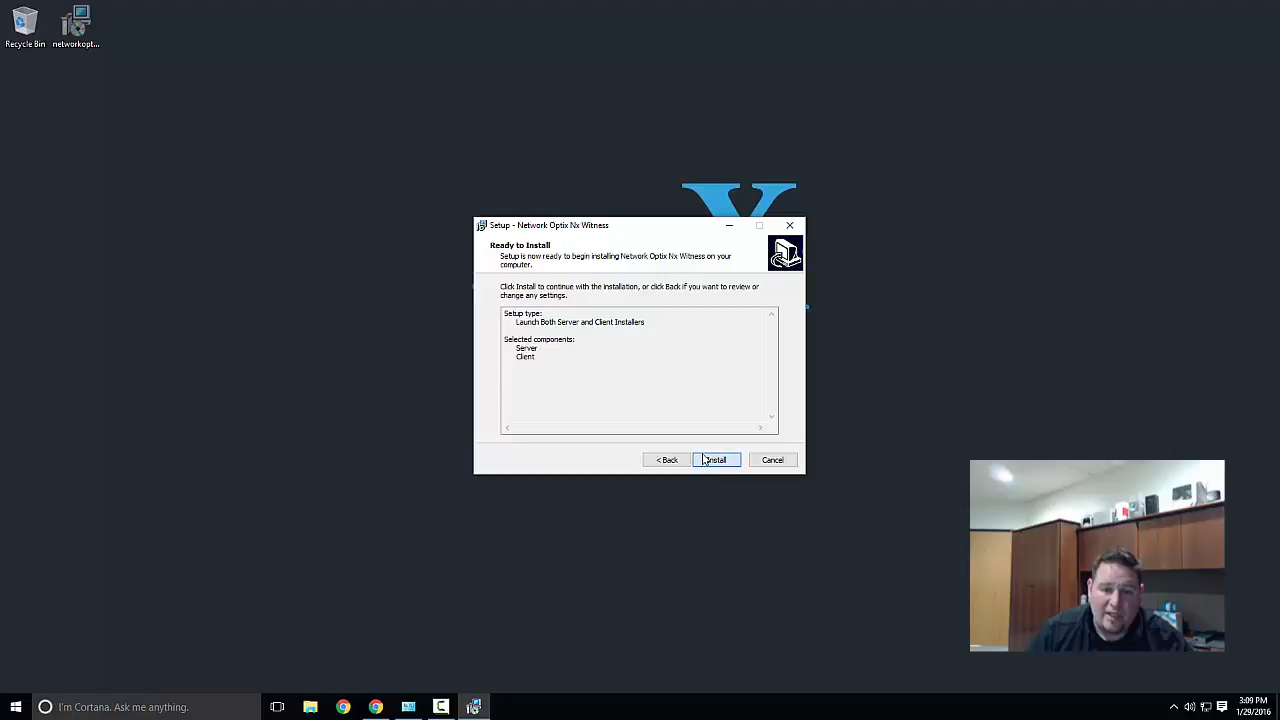 Recycle Bin
networkopt...
Setup - Network Optix Nx Witness
Ready to Install
Setup is now ready to begin installing Network Optix Nx Witness on your
computer.
Click Install to continue with the installation, or click Back if you want to review or
change any settings.
Setup type:
Launch Both Server and Client Installers
Selected components:
Server
Client
< Back
Install
Cancel
I'm Cortana. Ask me anything.
3:09 PM
1/29/2016